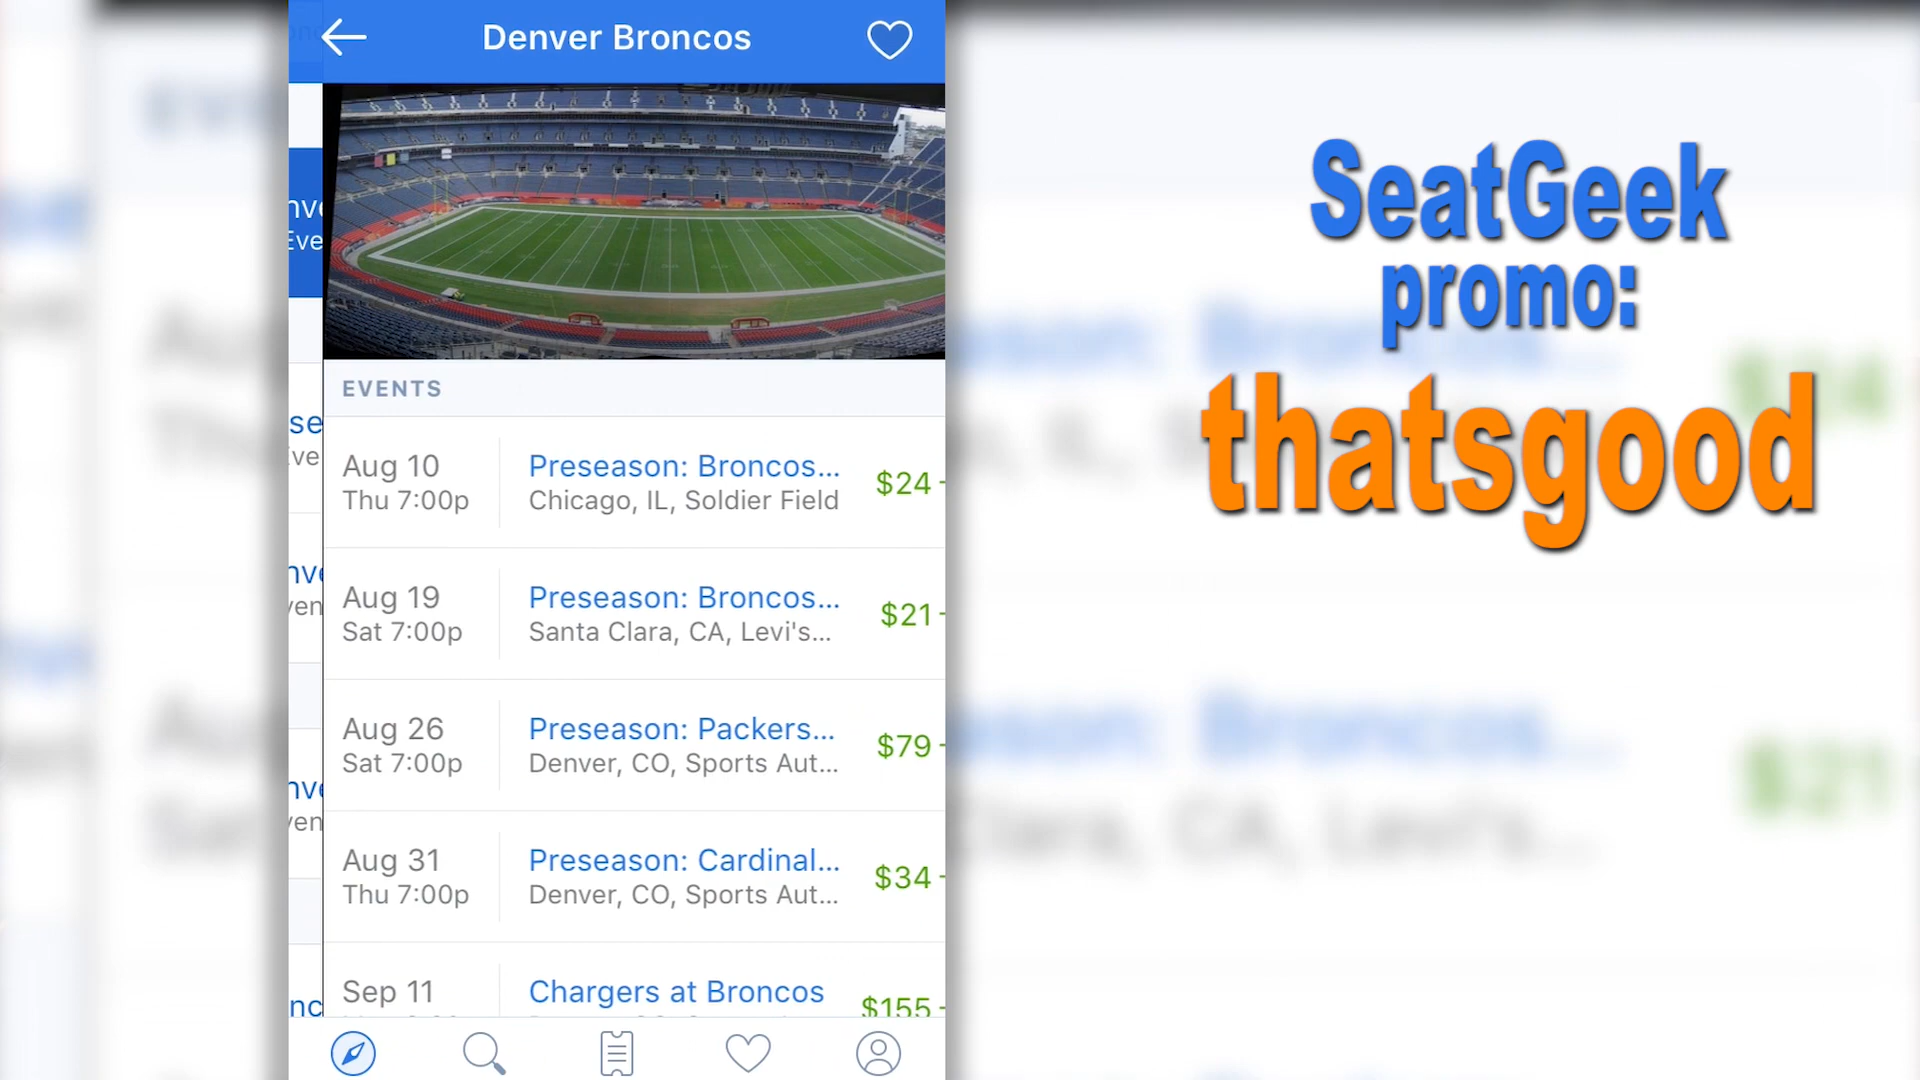 Denver Broncos
EVENTS
Aug 10
Thu 7:00p
Preseason: Broncos...
Chicago, IL, Soldier Field
$24
Aug 19
Sat 7:00p
Preseason: Broncos...
Santa Clara, CA, Levi's...
$21
Aug 26
Sat 7:00p
Preseason: Packers...
Denver, CO, Sports Aut...
$79
Aug 31
Thu 7:00p
Preseason: Cardinal...
Denver, CO, Sports Aut...
$34
Sep 11
Chargers at Broncos
$155
SeatGeek
promo:
thatsgood